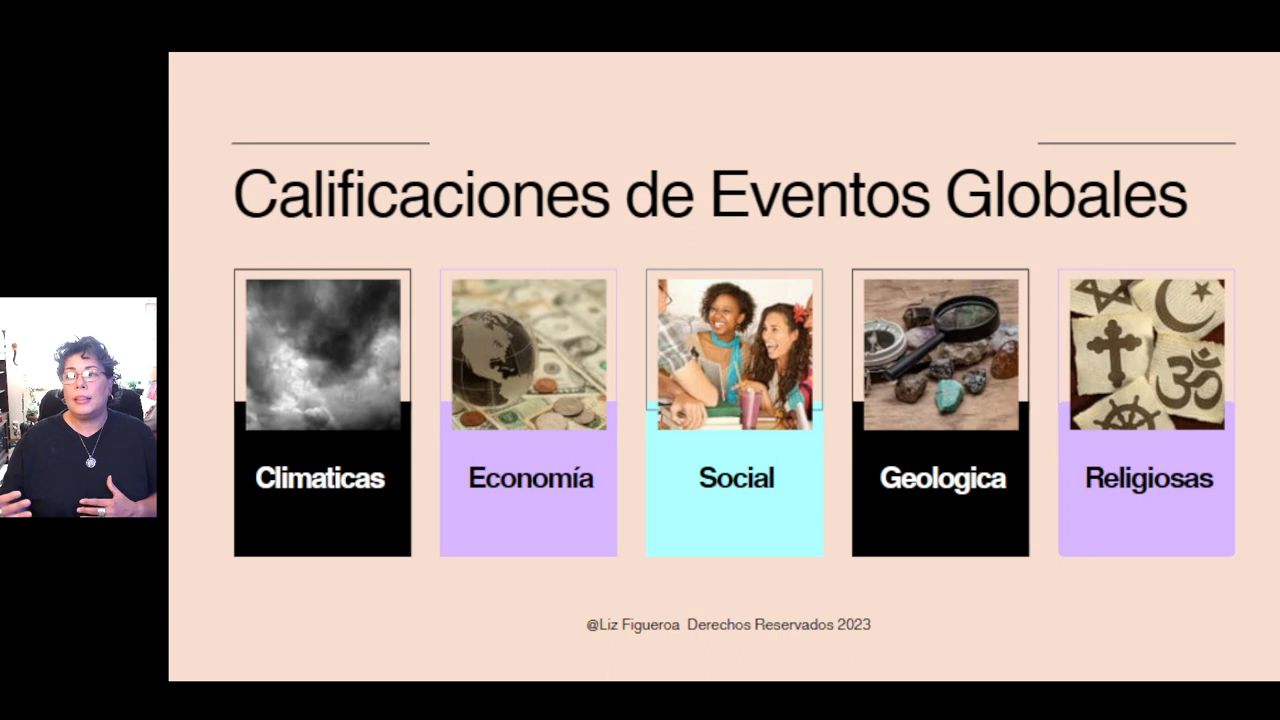 Calificaciones de Eventos Globales
Climaticas
Economía
Social
Geologica
Religiosas
@Liz Figueroa Derechos Reservados 2023